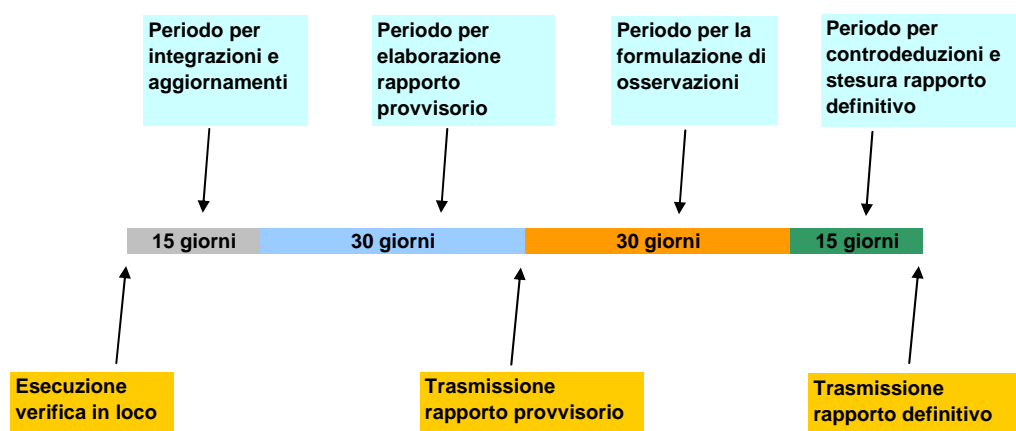 Periodo per
integrazioni e
aggiornamenti
Periodo per
elaborazione
rapporto
provvisorio
Periodo per la
formulazione di
osservazioni
Periodo per
controdeduzioni e
stesura rapporto
definitivo
15 giorni
30 giorni
30 giorni
15 giorni
Esecuzione
verifica in loco
Trasmissione
rapporto provvisorio
Trasmissione
rapporto definitivo